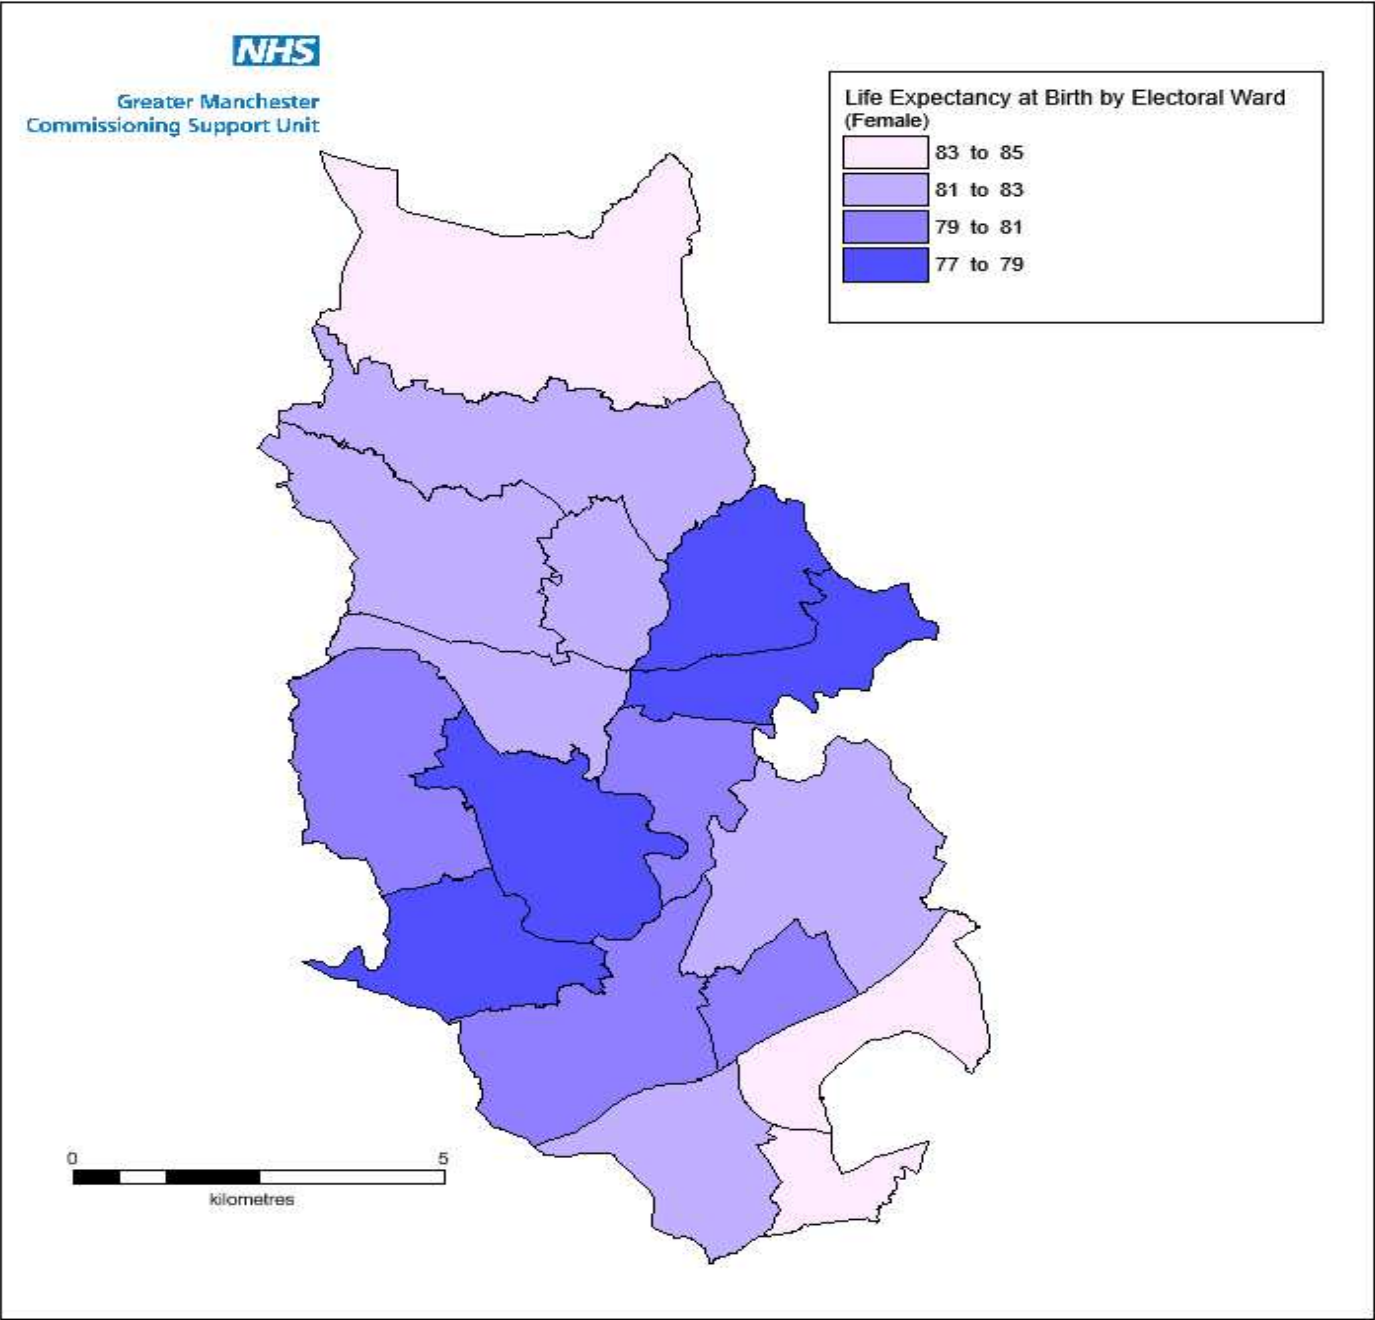 NHS
Greater Manchester
Commissioning Support Unit
Life Expectancy at Birth by Electoral Ward
(Female)
83 to 85
81 to 83
79 to 81
77 to 79
0 5
kilometres